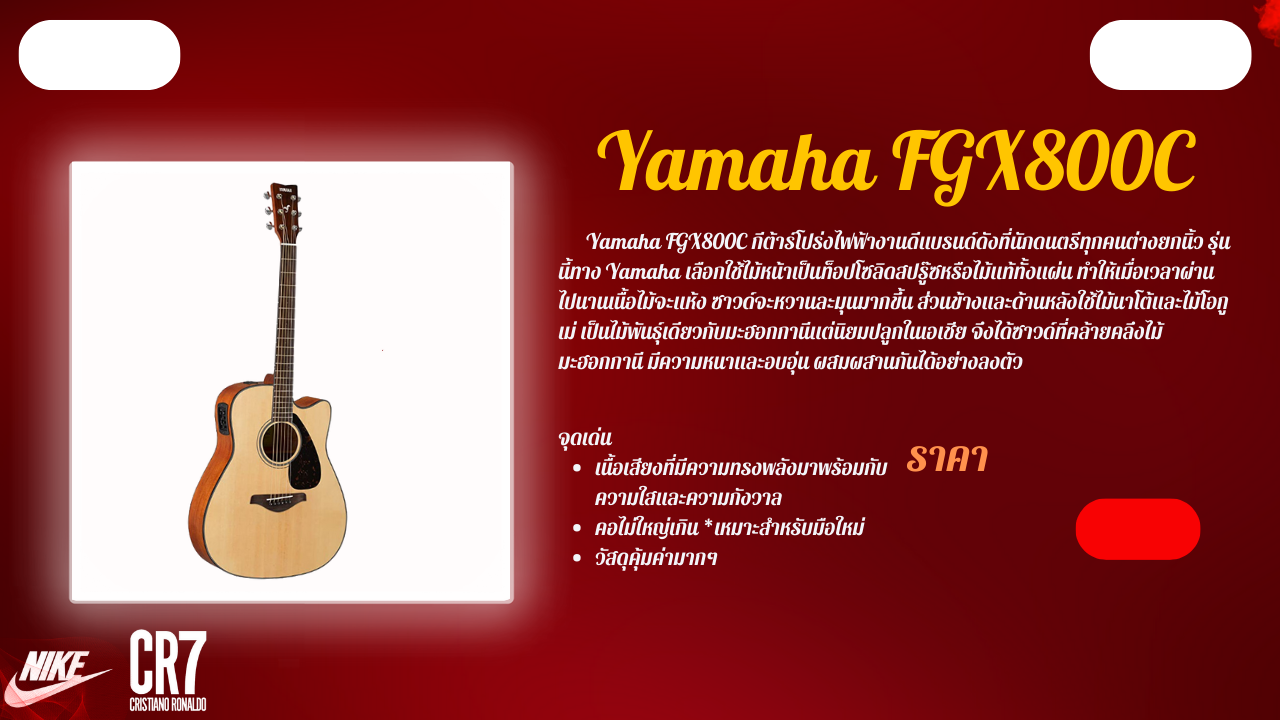 Yamaha FGX800C
Yamaha FGX800C กีต้าร์โปร่งไฟฟ้างานดีแบรนด์ดังที่นักดนตรีทุกคนต่างยกนิ้ว รุ่น
นี้ทาง Yamaha เลือกใช้ไม้หน้าเป็นท็อปโซลิดสปรู๊ซหรือไม้แท้ทั้งแผ่น ทำให้เมื่อเวลาผ่าน
ไปนานเนื้อไม้จะแห้ง ซาวด์จะหวานละมุนมากขึ้น ส่วนข้างและด้านหลังใช้ไม้นาโต้และไม้โอกู
เม่ เป็นไม้พันธุ์เดียวกับมะฮอกกานีแต่นิยมปลูกในเอเชีย จึงได้ซาวด์ที่คล้ายคลึงไม้
มะฮอกกานี มีความหนาและอบอุ่น ผสมผสานกันได้อย่างลงตัว
จุดเด่น
• เนื้อเสียงที่มีความทรงพลังมาพร้อมกับ
ความใสและความกังวาล
• คอไม่ใหญ่เกิน *เหมาะสำหรับมือใหม่
• วัสดุคุ้มค่ามากๆ
ราคา
YAMAHA
NIKE
CR7
CRISTIANO RONALDO